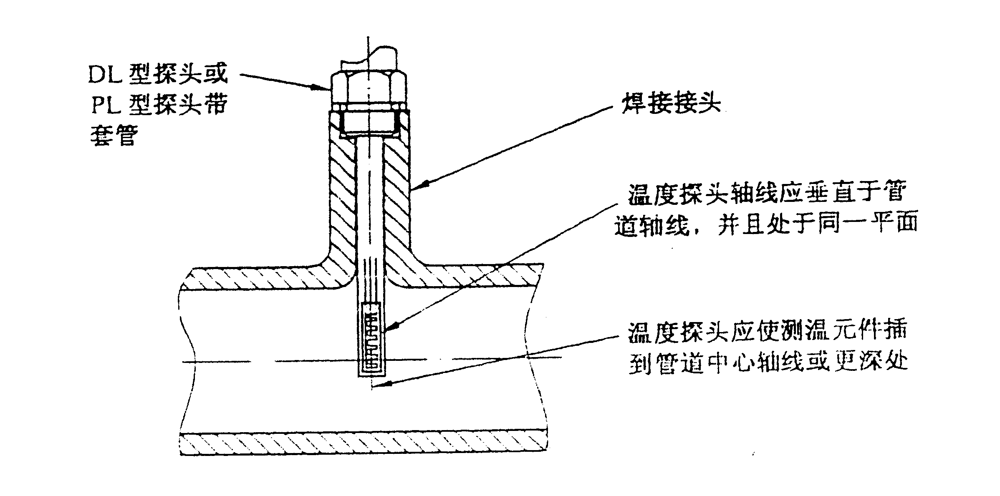 DL 型探头或
PL 型探头带
套管
焊接接头
温度探头轴线应垂直于管
道轴线，并且处于同一平面
温度探头应使测温元件插
到管道中心轴线或更深处